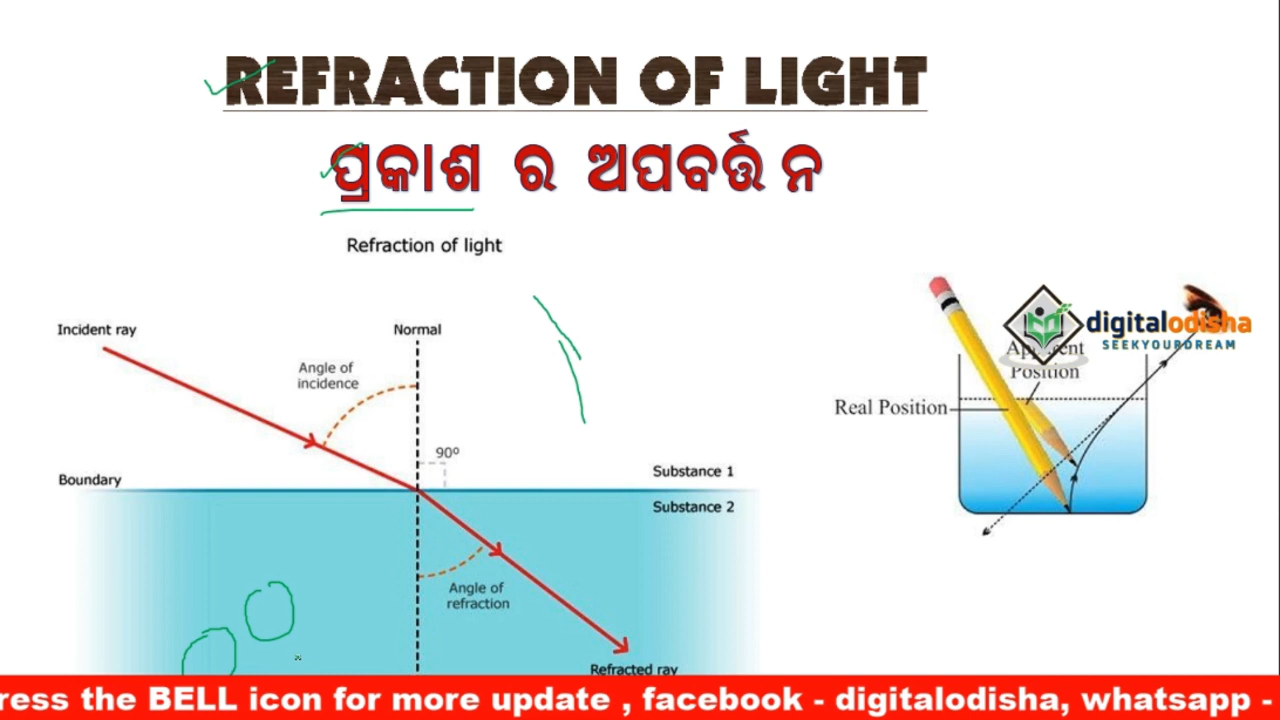 REFRACTION OF LIGHT
ପ୍ରକାଶ ର ଅପବର୍ତ୍ତ ନ
Refraction of light
Incident ray
Normal
Angle of
incidence
90º
Boundary
Substance 1
Substance 2
Angle of
refraction
Refracted ray
digitalodisha
SEEKYOURDREAM
Position
Real Position
ress the BELL icon for more update , facebook - digitalodisha, whatsapp -